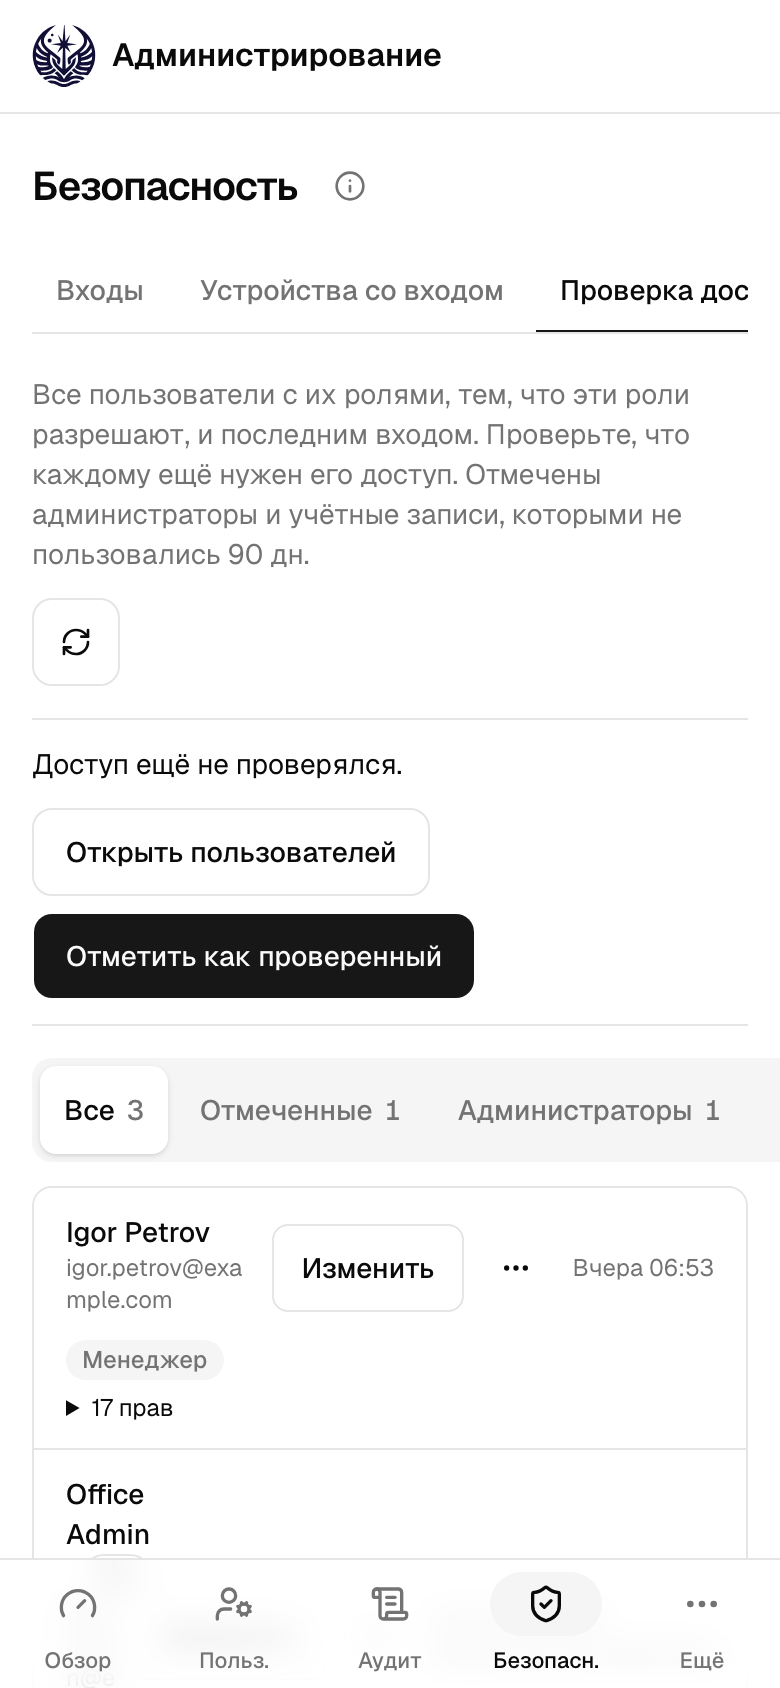 Администрирование
Безопасность
Входы
Устройства со входом
Проверка дос
Все пользователи с их ролями, тем, что эти роли
разрешают, и последним входом. Проверьте, что
каждому ещё нужен его доступ. Отмечены
администраторы и учётные записи, которыми не
пользовались 90 дн.
Доступ ещё не проверялся.
Открыть пользователей
Отметить как проверенный
Все 3
Отмеченные 1
Администраторы 1
Igor Petrov
igor.petrov@exa
mple.com
Изменить
Вчера 06:53
Менеджер
17 прав
Office
Admin
Обзор
Польз.
Аудит
Безопасн.
Ещё